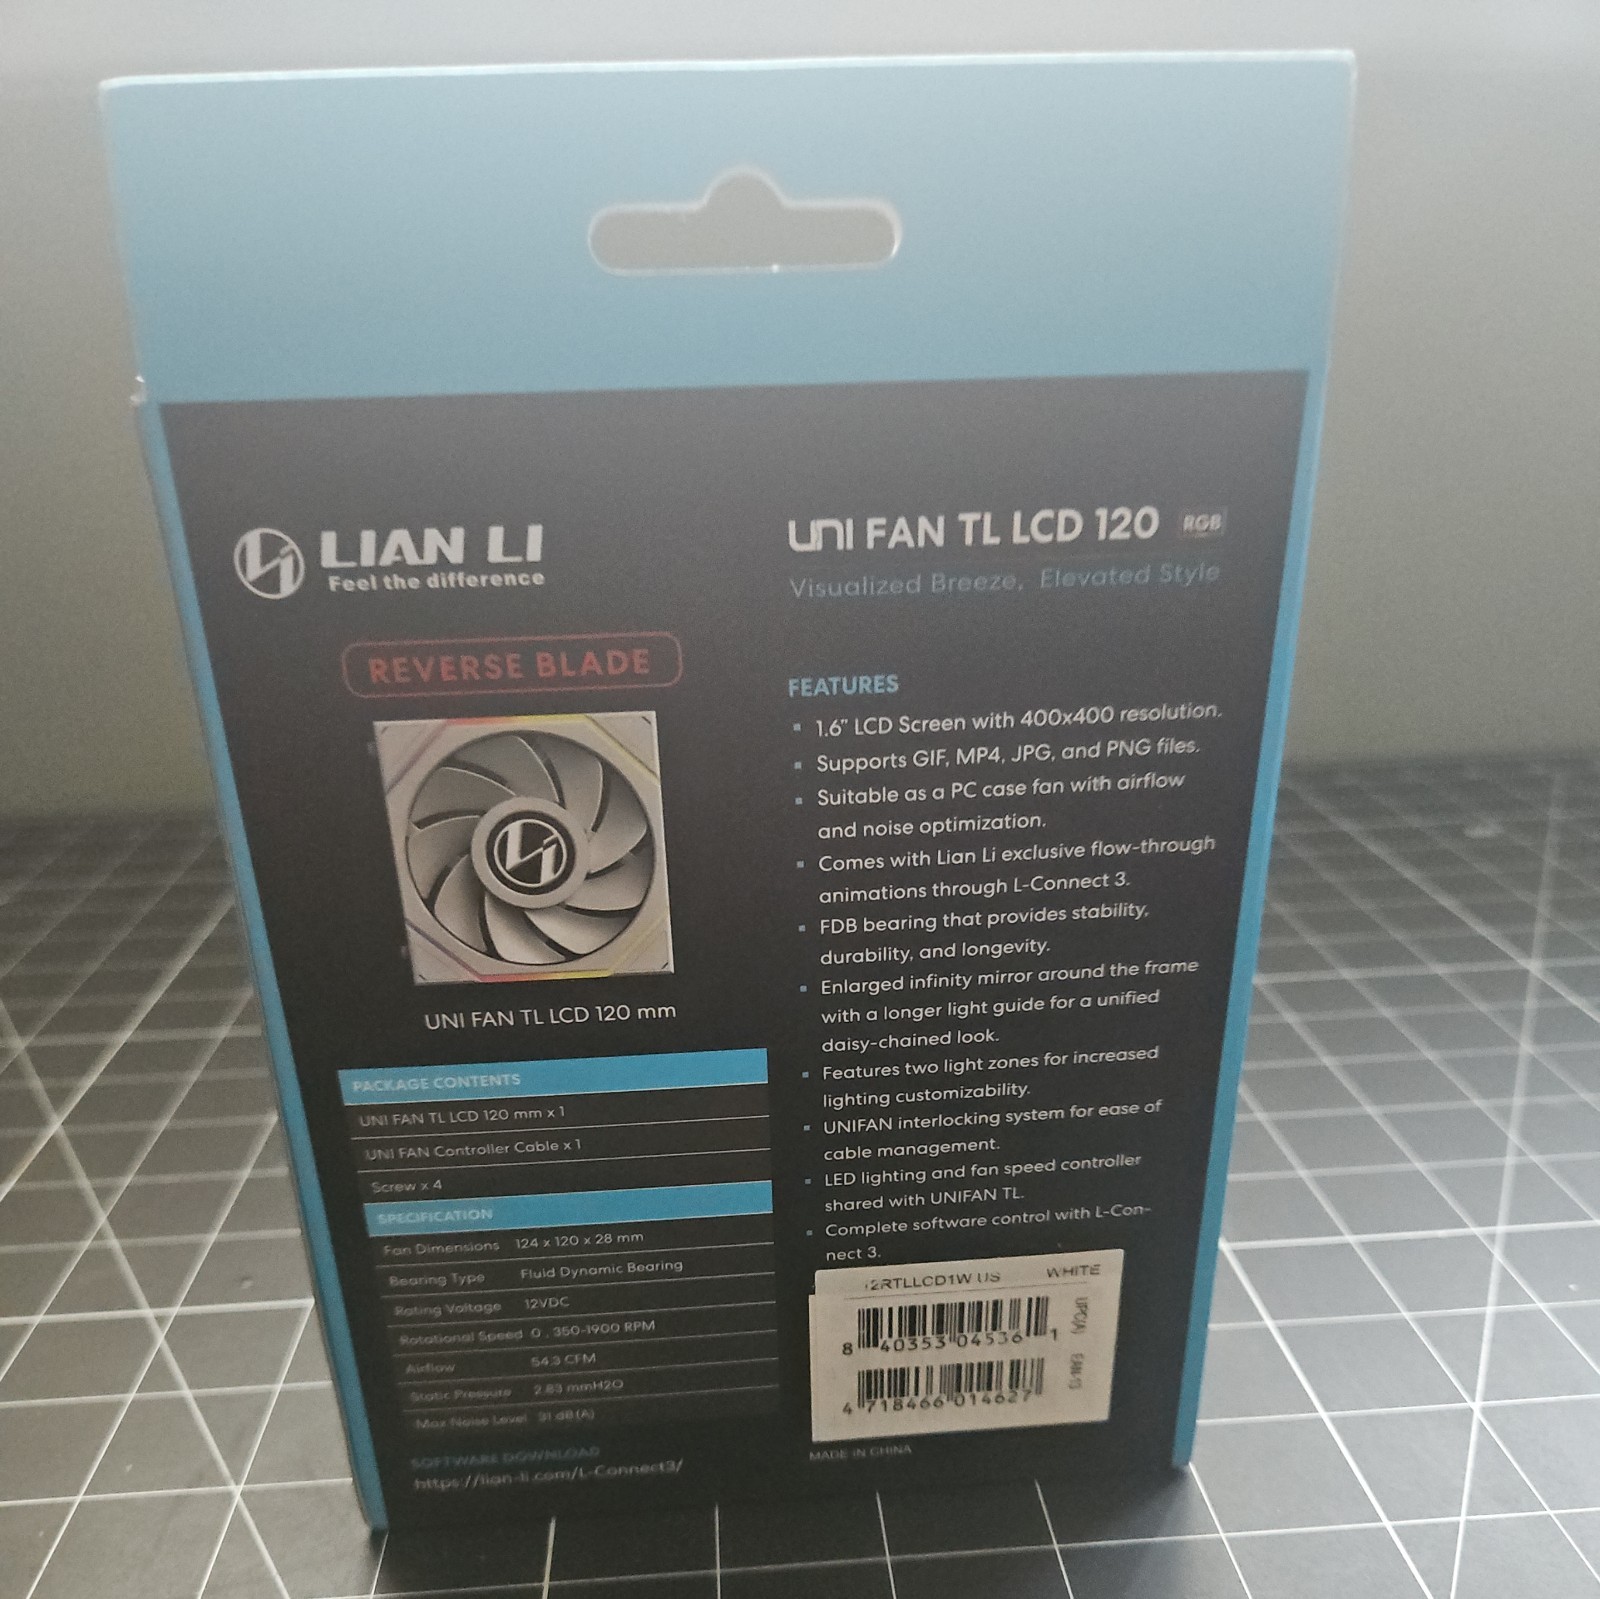 LIAN LI
Feel the difference
REVERSE BLADE
UNI FAN TL LCD 120 mm
PACKAGE CONTENTS
UNI FAN TL LCD 120 mm x 1
UNI FAN Controller Cable x 1
Screw x 4
SPECIFICATION
Fan Dimensions 124 x 120 x 28 mm
Bearing Type Fluid Dynamic Bearing
Rating Voltage 12VDC
Rotational Speed 0 . 350-1900 RPM
Airflow 54.3 CFM
Static Pressure 2.83 mmH2O
Max Noise Level 31 dB(A)
SOFTWARE DOWNLOAD
https://lian-li.com/L-Connect3/
UNI FAN TL LCD 120 RGB
Visualized Breeze, Elevated Style
FEATURES
1.6" LCD Screen with 400x400 resolution.
Supports GIF, MP4, JPG, and PNG files.
Suitable as a PC case fan with airflow
and noise optimization.
Comes with Lian Li exclusive flow-through
animations through L-Connect 3.
FDB bearing that provides stability,
durability, and longevity.
Enlarged infinity mirror around the frame
with a longer light guide for a unified
daisy-chained look.
Features two light zones for increased
lighting customizability.
UNIFAN interlocking system for ease of
cable management.
LED lighting and fan speed controller
shared with UNIFAN TL.
Complete software control with L-Con-
nect 3.
2RTLLCD1W US WHITE
8 40353 04536 1
UPC(A)
4 718466 014627
EAN-13
MADE IN CHINA